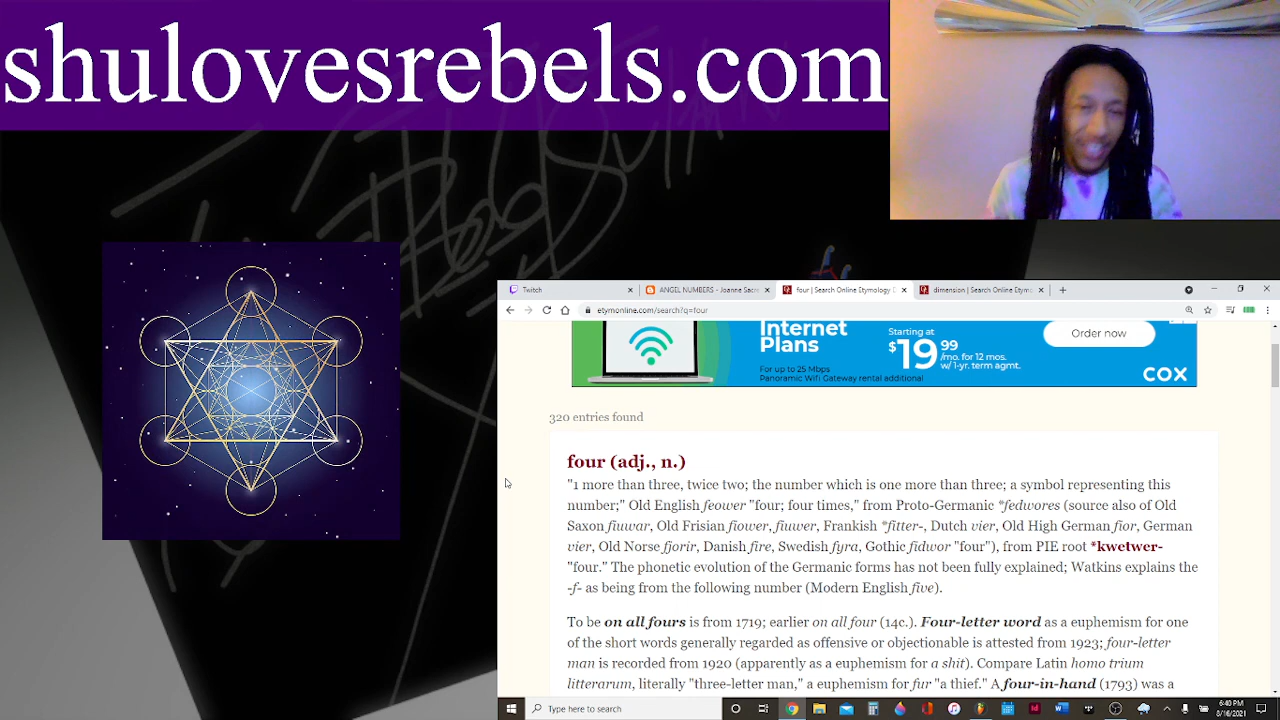 shulovesrebels.com
Twitch
ANGEL NUMBERS - Joanne Sacr
four | Search Online Etymology
dimension | Search Online Etym
etymonline.com/search?q=four
Internet
Plans
For up to 25 Mbps
Panoramic Wifi Gateway rental additional
Starting at
$19 99
/mo. for 12 mos.
w/ 1-yr. term agmt.
Order now
COX
320 entries found
four (adj., n.)
"1 more than three, twice two; the number which is one more than three; a symbol representing this
number;" Old English feower "four; four times," from Proto-Germanic *fedwores (source also of Old
Saxon fiuwar, Old Frisian fiower, fiuwer, Frankish *fitter-, Dutch vier, Old High German fior, German
vier, Old Norse fjorir, Danish fire, Swedish fyra, Gothic fidwor "four"), from PIE root *kwetwer-
"four." The phonetic evolution of the Germanic forms has not been fully explained; Watkins explains the
-f- as being from the following number (Modern English five).
To be on all fours is from 1719; earlier on all four (14c.). Four-letter word as a euphemism for one
of the short words generally regarded as offensive or objectionable is attested from 1923; four-letter
man is recorded from 1920 (apparently as a euphemism for a shit). Compare Latin homo trium
litterarum, literally "three-letter man," a euphemism for fur "a thief." A four-in-hand (1793) was a
Type here to search
6:40 PM
8/16/2021